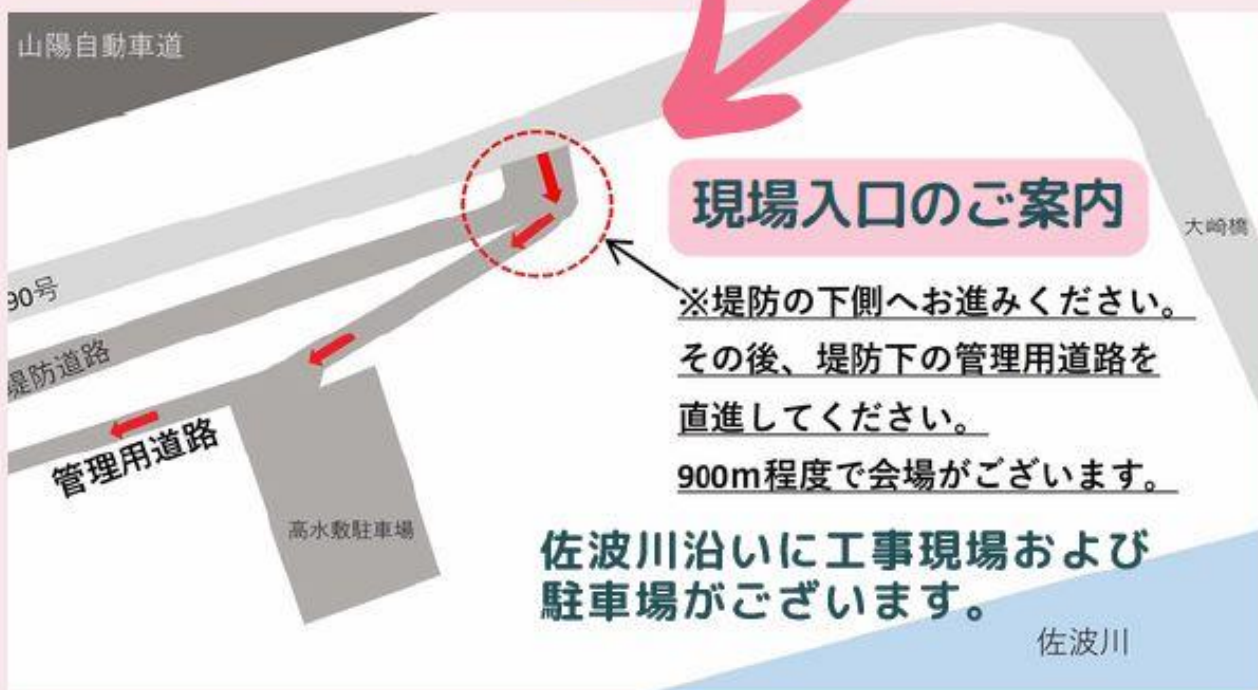 山陽自動車道
現場入口のご案内
大崎橋
※堤防の下側へお進みください。
その後、堤防下の管理用道路を
直進してください。
900m程度で会場がございます。
90号
堤防道路
管理用道路
高水敷駐車場
佐波川沿いに工事現場および
駐車場がございます。
佐波川